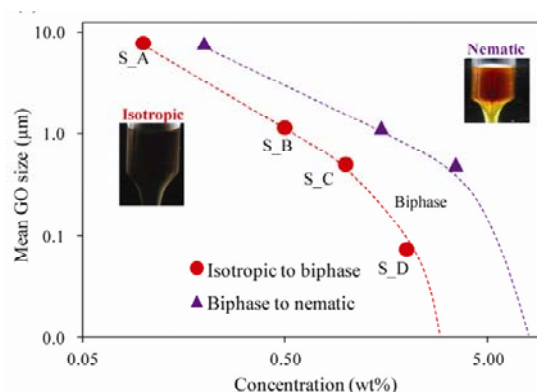 10.0
1.0
0.1
0.0
0.05
0.50
5.00
Mean GO size (μm)
Concentration (wt%)
S_A
S_B
S_C
S_D
Isotropic
Nematic
Biphase
Isotropic to biphase
Biphase to nematic